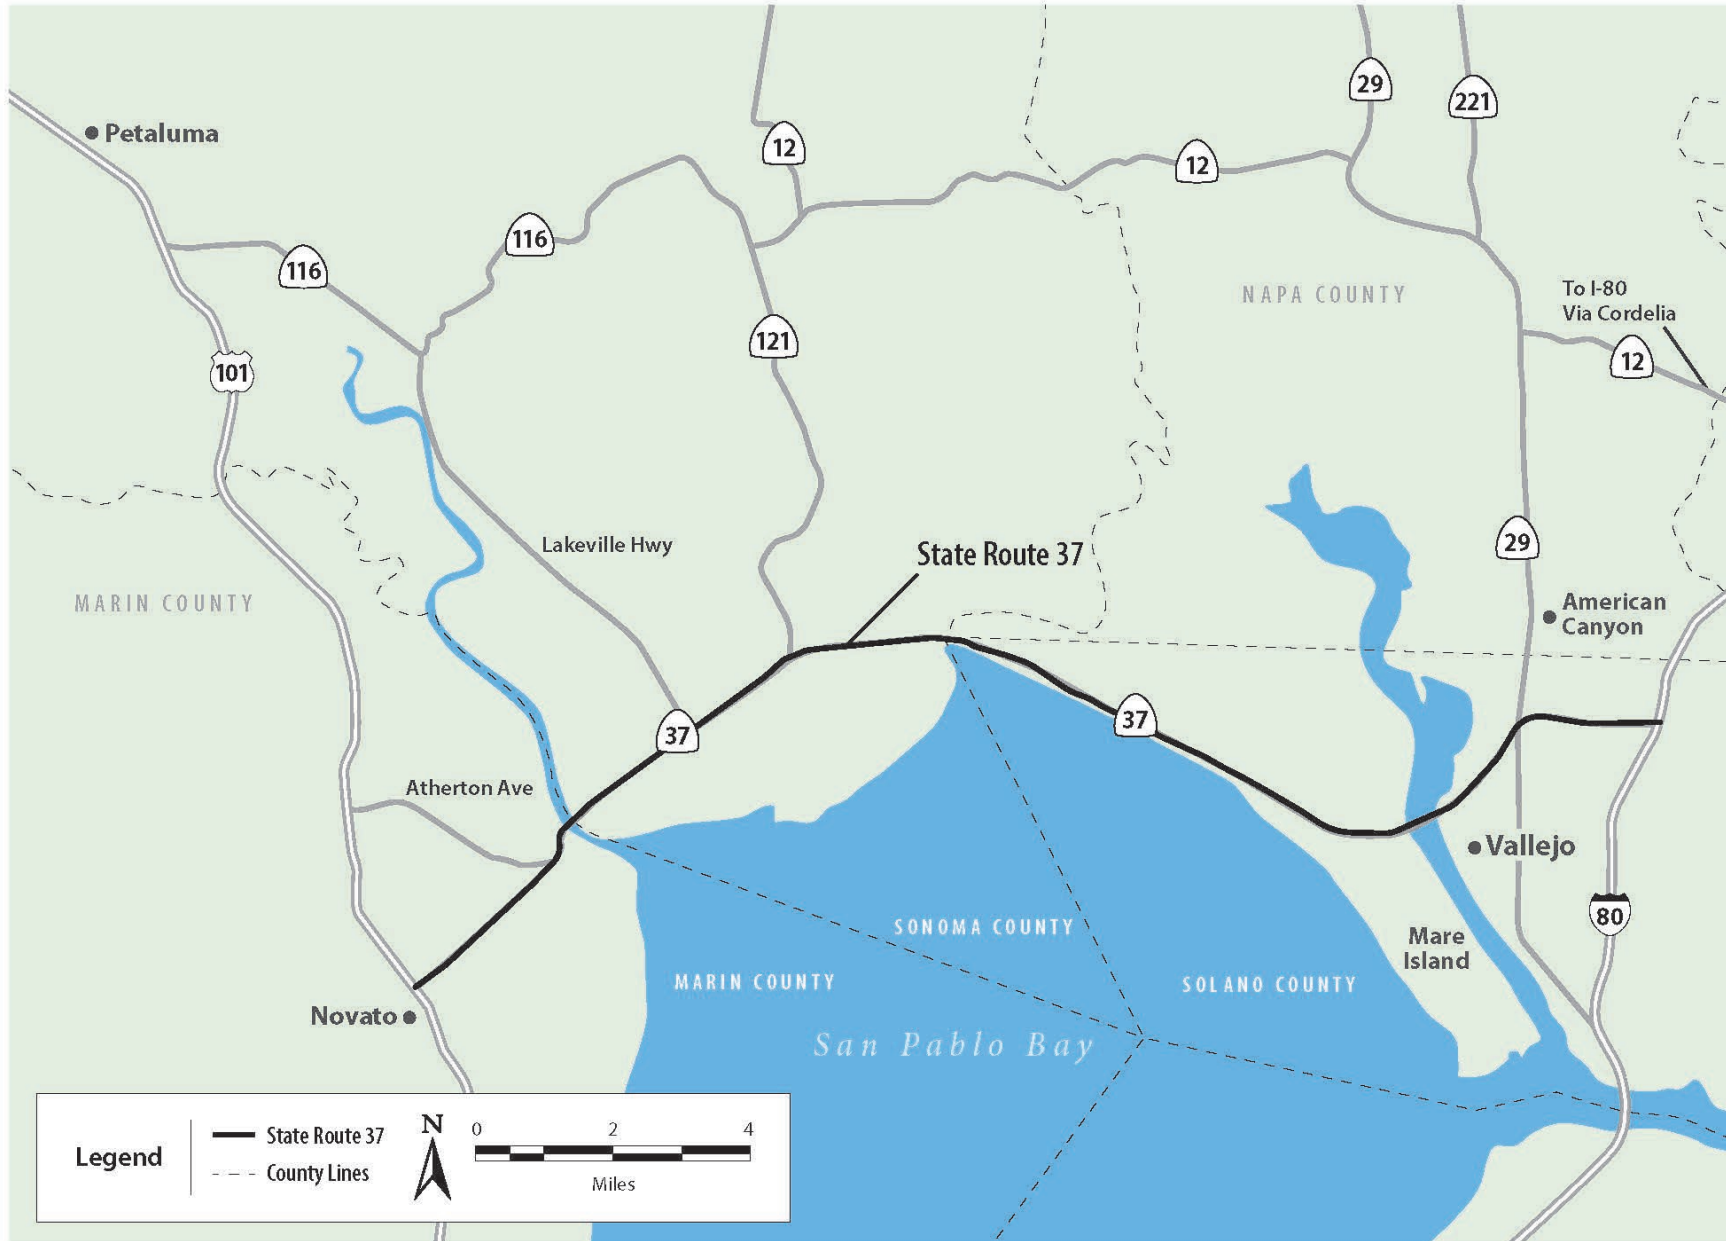 Petaluma
29
221
12
12
116
116
NAPA COUNTY
To I-80
Via Cordelia
121
12
101
Lakeville Hwy
State Route 37
29
MARIN COUNTY
American
Canyon
37
37
Atherton Ave
Vallejo
80
SONOMA COUNTY
Mare
Island
MARIN COUNTY
SOLANO COUNTY
Novato
San Pablo Bay
Legend
State Route 37
County Lines
N
0 2 4
Miles